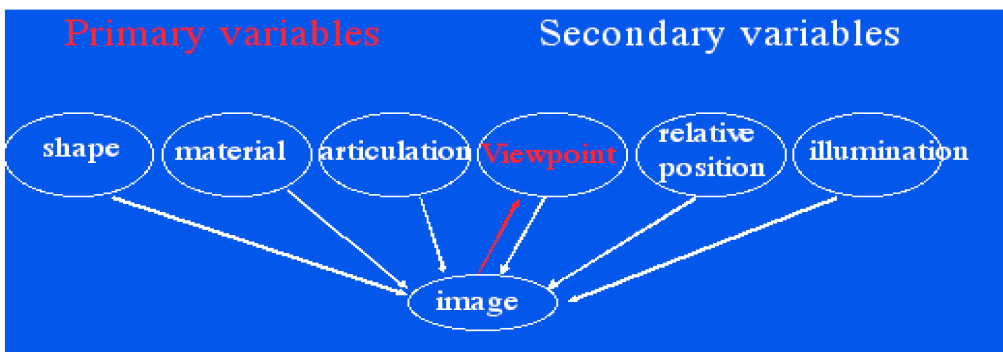 Primary variables
Secondary variables
shape
material
articulation
Viewpoint
relative
position
illumination
image